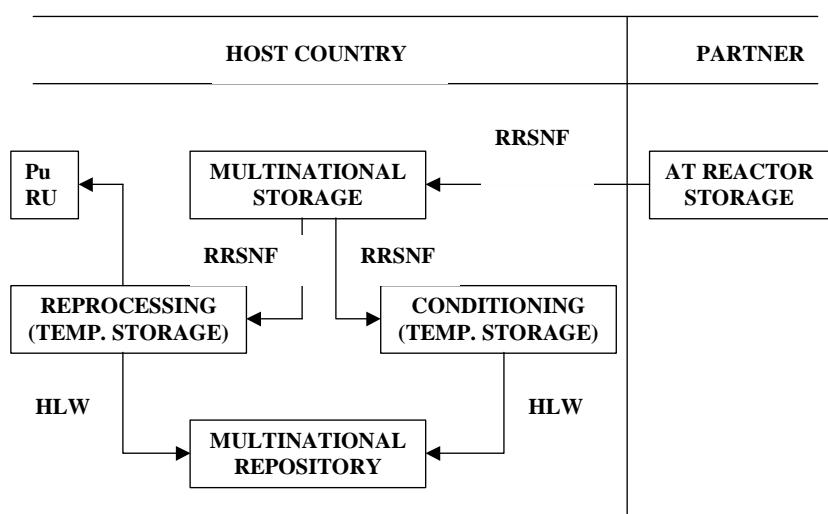 HOST COUNTRY
PARTNER
RRSNF
Pu
RU
MULTINATIONAL
STORAGE
AT REACTOR
STORAGE
RRSNF
RRSNF
REPROCESSING
(TEMP. STORAGE)
CONDITIONING
(TEMP. STORAGE)
HLW
HLW
MULTINATIONAL
REPOSITORY